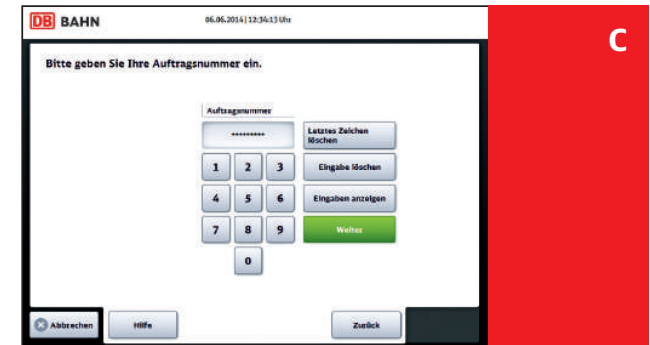 DB BAHN
06.06.2014 | 12:34:13 Uhr
C
Bitte geben Sie Ihre Auftragsnummer ein.
Auftragsnummer
•••••••••
Letztes Zeichen
löschen
1 2 3
Eingabe löschen
4 5 6
Eingaben anzeigen
7 8 9
Weiter
0
Abbrechen
Hilfe
Zurück